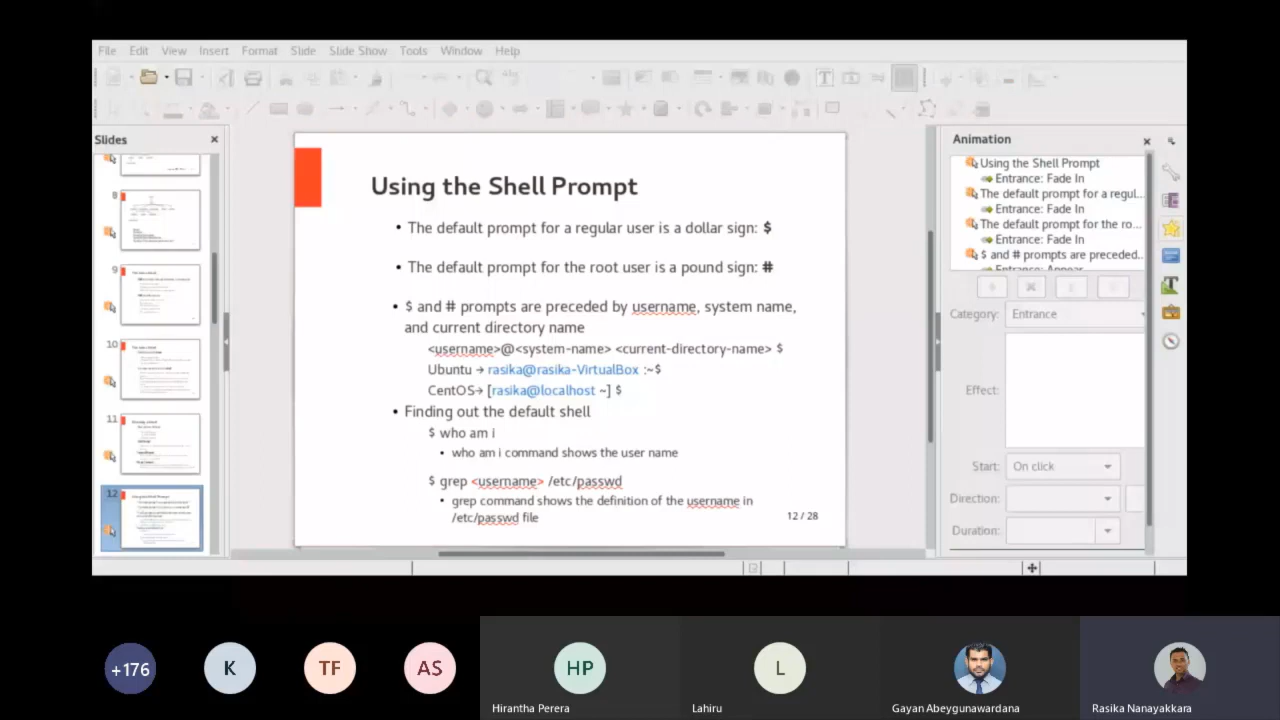 File Edit View Insert Format Slide Slide Show Tools Window Help
Slides
8
9
10
11
12
Using the Shell Prompt
• The default prompt for a regular user is a dollar sign: $
• The default prompt for the root user is a pound sign: #
• $ and # prompts are preceded by username, system name,
and current directory name
<username>@<system-name> <current-directory-name> $
Ubuntu → rasika@rasika-VirtualBox :~$
CentOS→ [rasika@localhost ~] $
• Finding out the default shell
$ who am i
• who am i command shows the user name
$ grep <username> /etc/passwd
• grep command shows the definition of the username in
/etc/passwd file
12 / 28
Animation
Using the Shell Prompt
Entrance: Fade In
The default prompt for a regul...
Entrance: Fade In
The default prompt for the ro...
Entrance: Fade In
$ and # prompts are preceded...
Entrance: Appear
Category: Entrance
Effect:
Start: On click
Direction:
Duration:
+176
K
TF
AS
HP
L
Hirantha Perera
Lahiru
Gayan Abeygunawardana
Rasika Nanayakkara